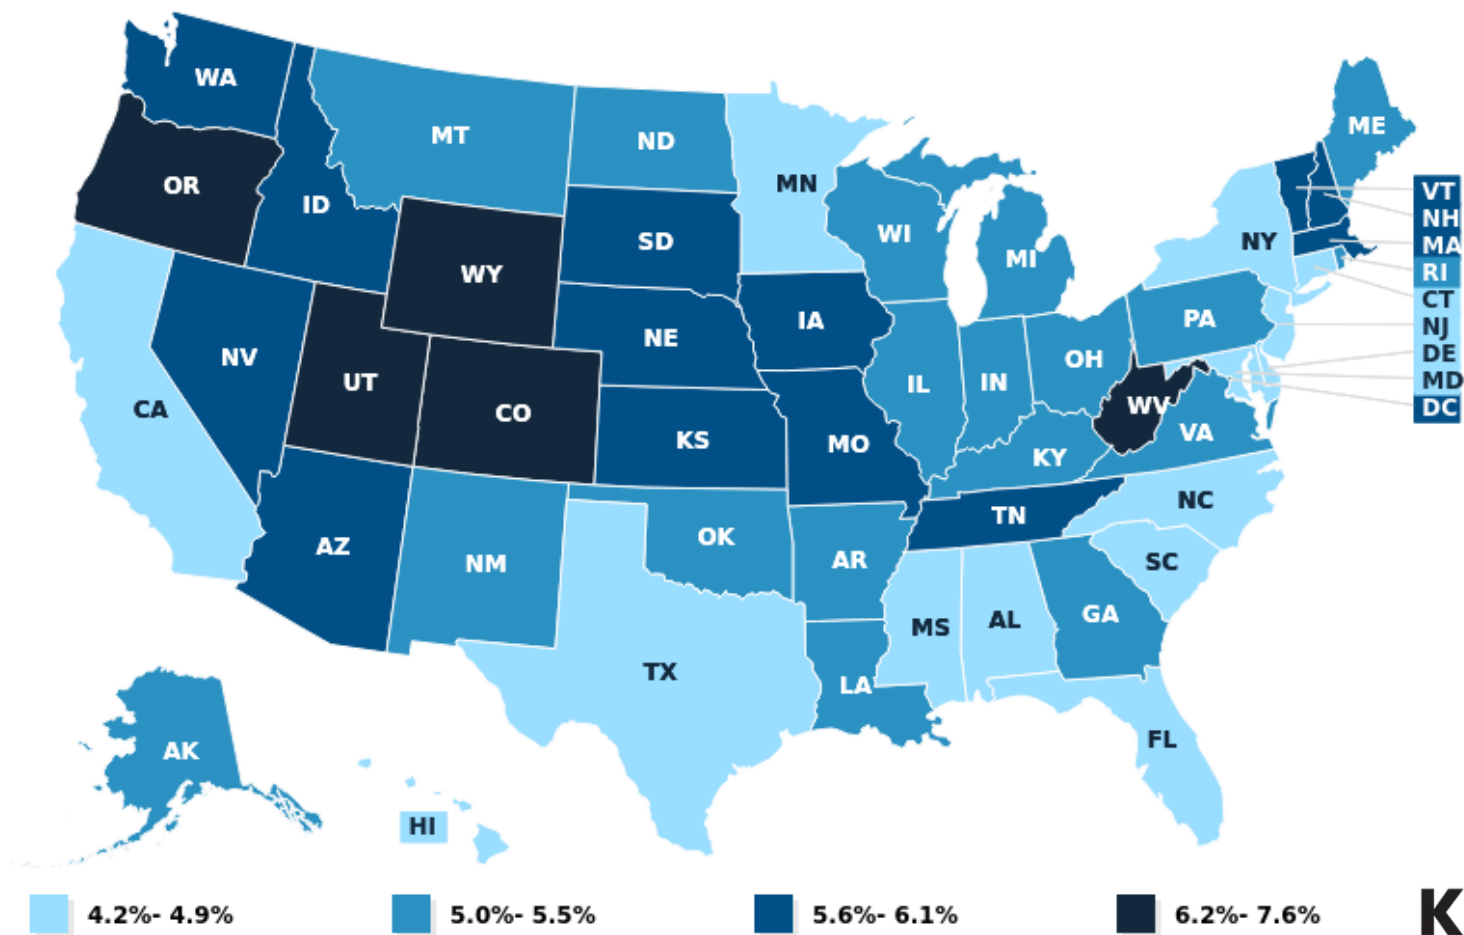 WA
MT
ND
ME
OR
ID
MN
VT
NH
SD
WI
NY
MA
WY
MI
RI
CT
IA
PA
NJ
NV
NE
OH
DE
UT
IL
IN
MD
CA
CO
WV
DC
KS
MO
VA
KY
NC
AZ
TN
OK
NM
AR
SC
MS
AL
GA
TX
LA
AK
FL
HI
4.2%- 4.9%
5.0%- 5.5%
5.6%- 6.1%
6.2%- 7.6%
K